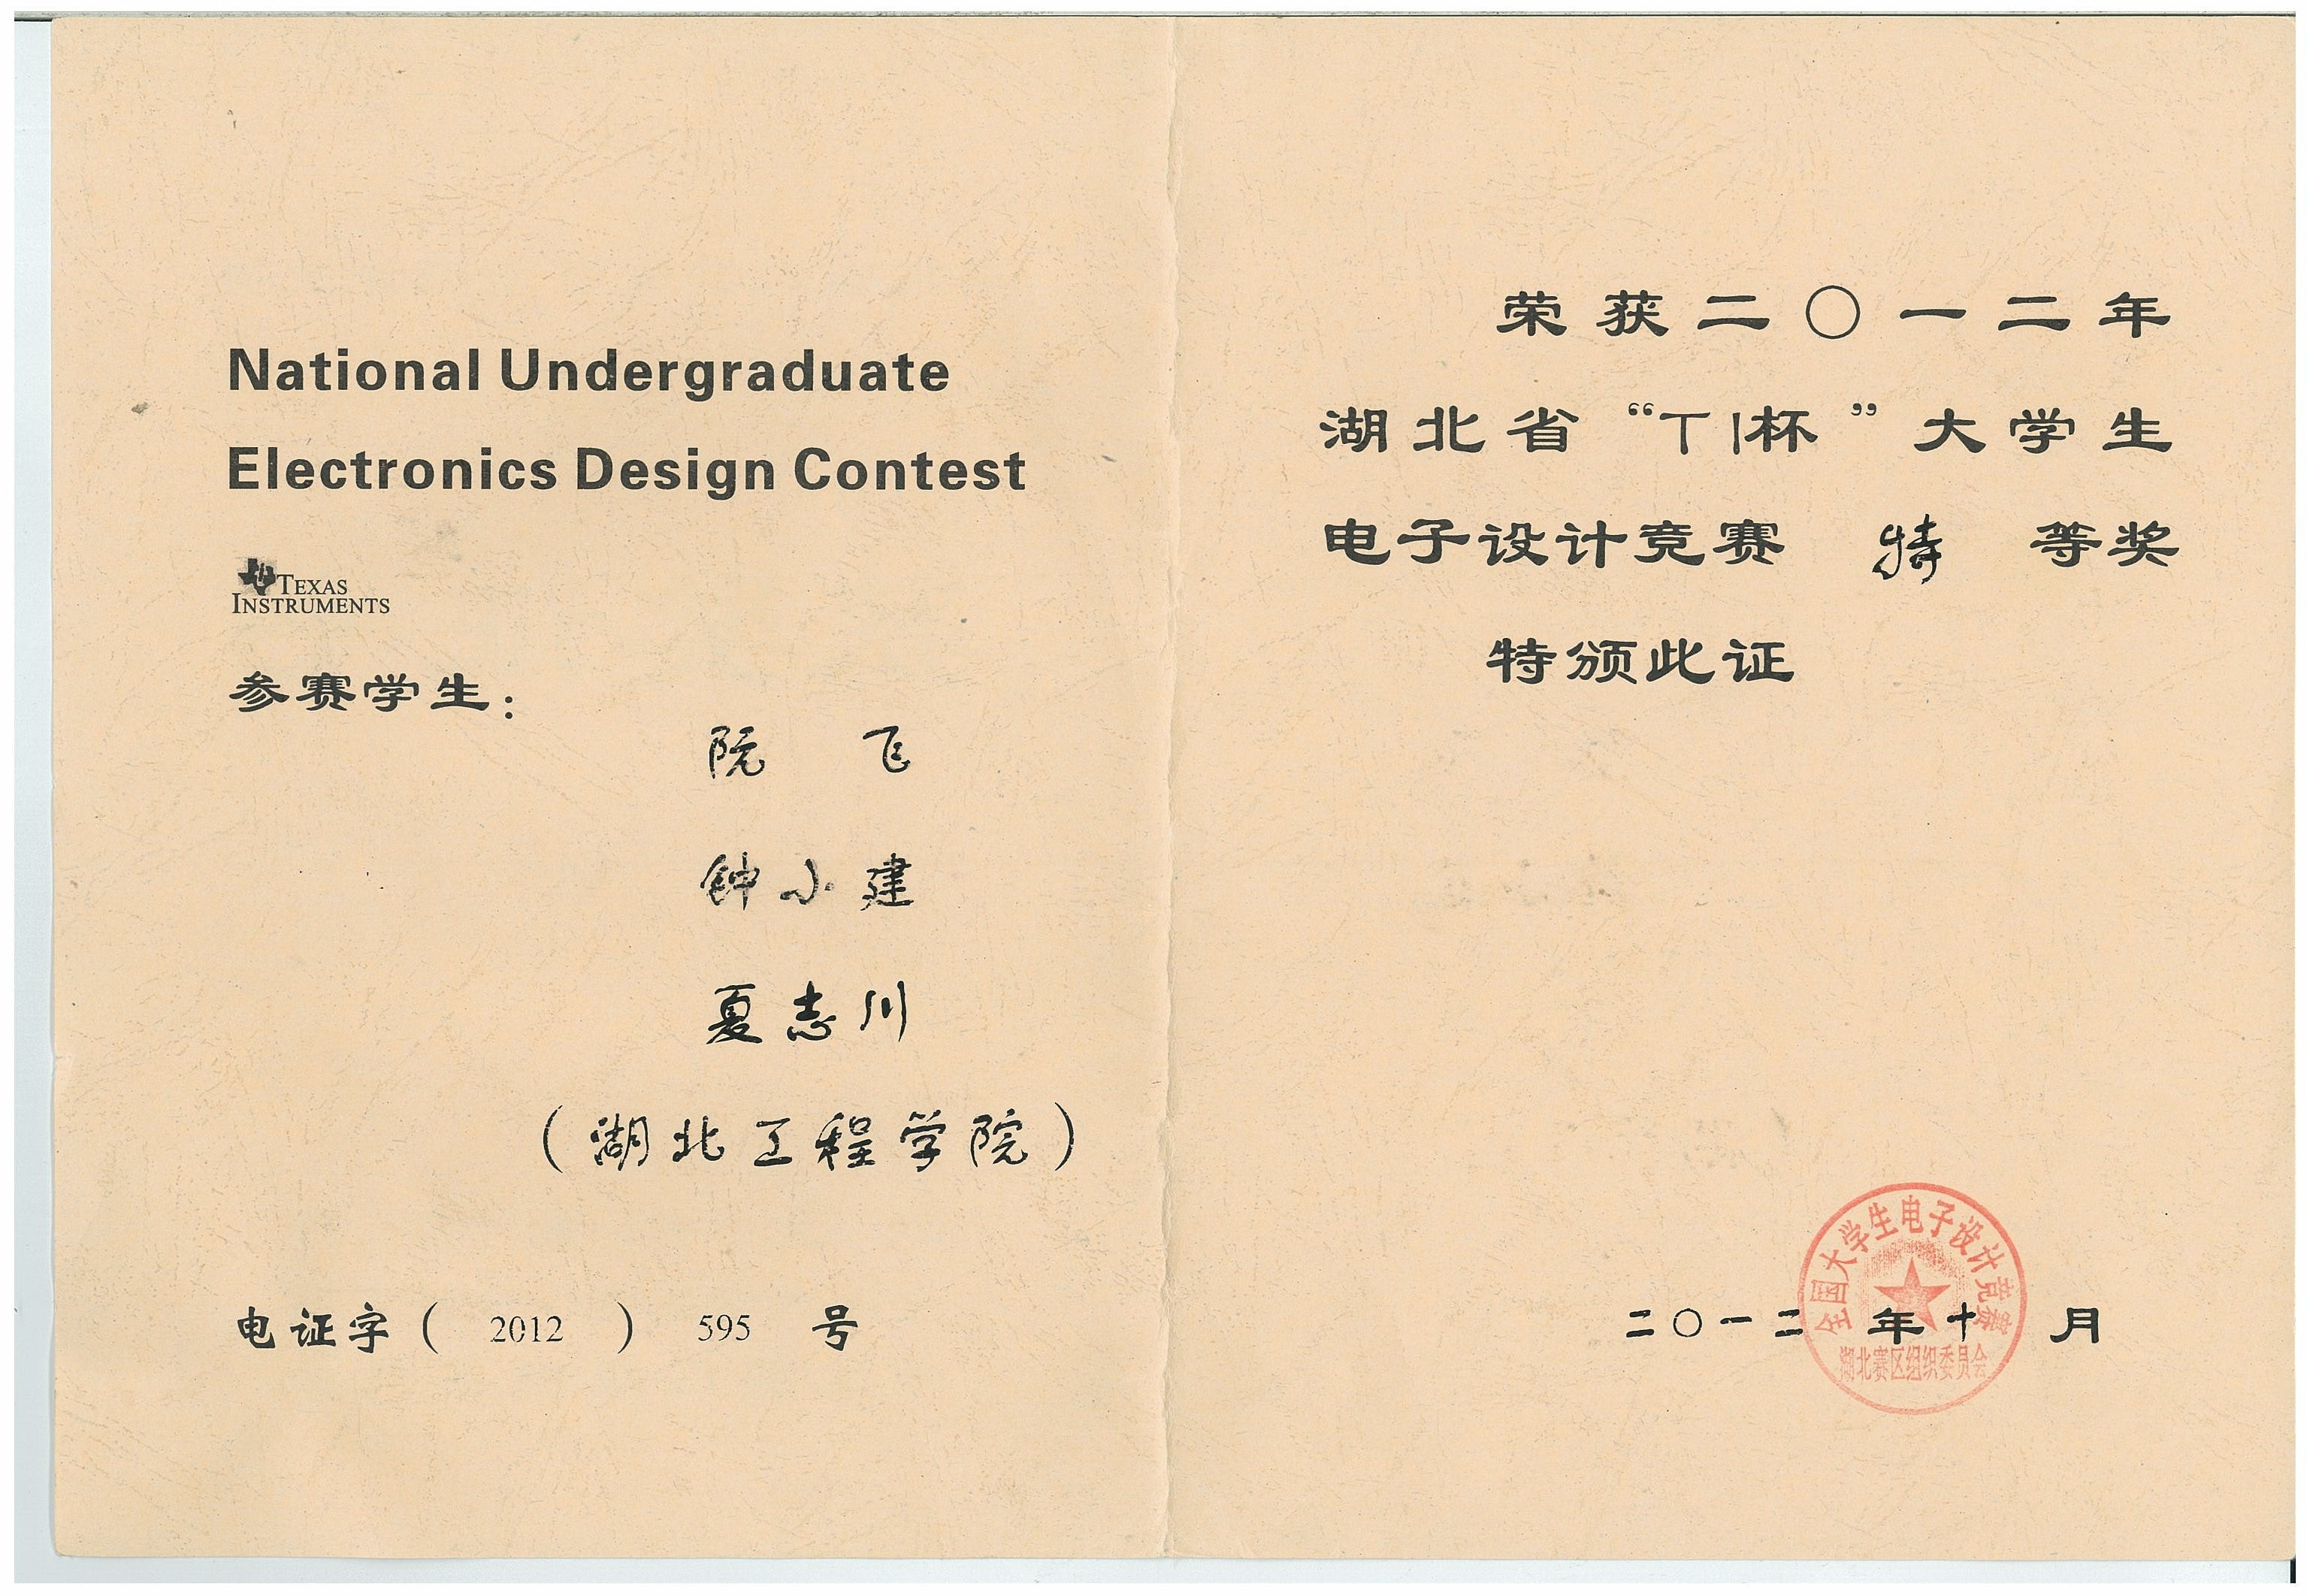 National Undergraduate
Electronics Design Contest
TEXAS
INSTRUMENTS
参赛学生：
阮 飞
钟小建
夏志川
（湖北工程学院）
电证字（ 2012 ） 595 号
荣获二〇一二年
湖北省“TI杯”大学生
电子设计竞赛 特 等奖
特颁此证
二〇一二 年十 月
全国大学生电子设计竞赛
湖北赛区组织委员会